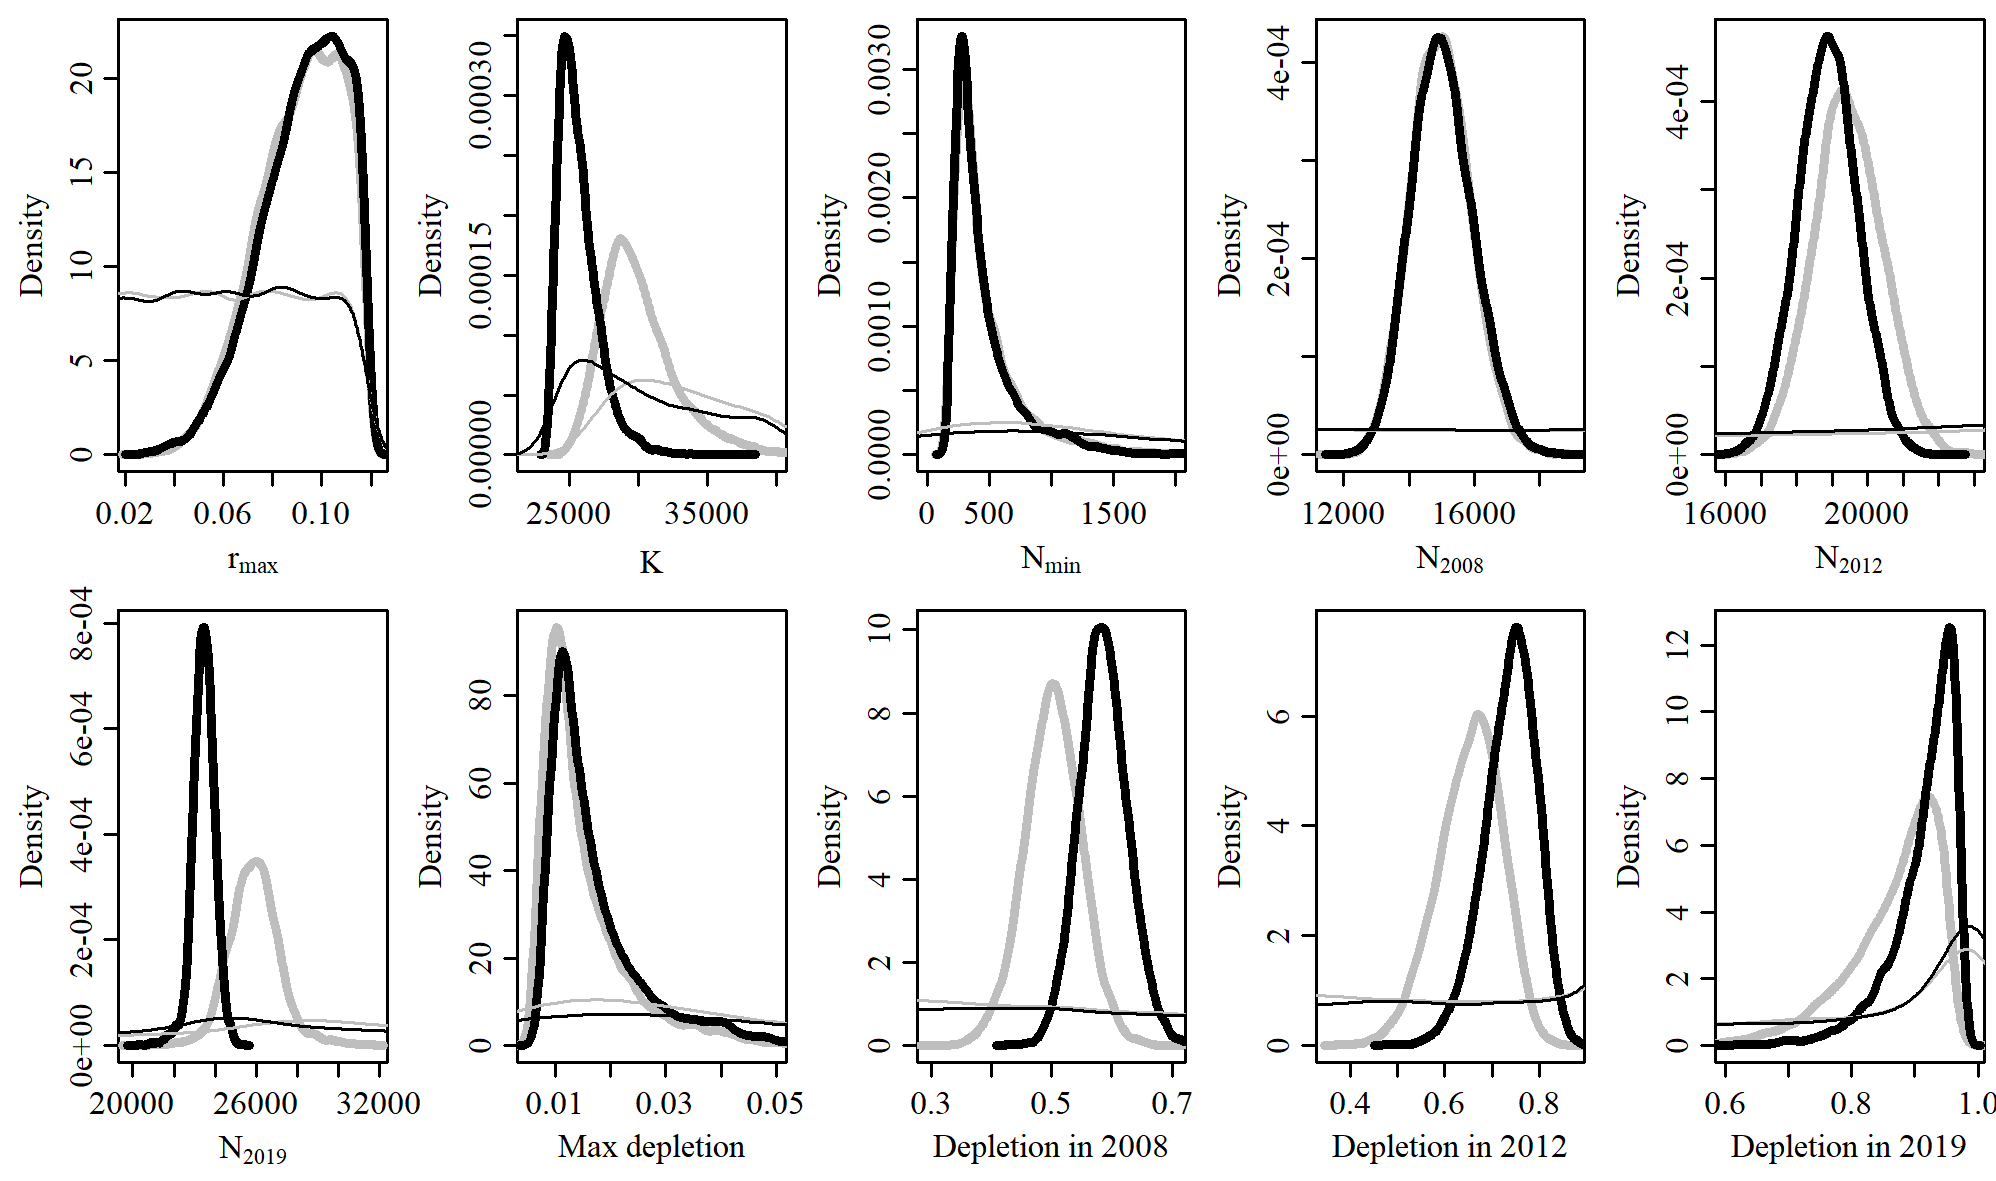 Density
0 5 10 15 20
0.02 0.06 0.10
rmax
Density
0.00000 0.00015 0.00030
25000 35000
K
Density
0.0000 0.0010 0.0020 0.0030
0 500 1500
Nmin
Density
0e+00 2e-04 4e-04
12000 16000
N2008
Density
0e+00 2e-04 4e-04
16000 20000
N2012
Density
0e+00 2e-04 4e-04 6e-04 8e-04
20000 26000 32000
N2019
Density
0 20 40 60 80
0.01 0.03 0.05
Max depletion
Density
0 2 4 6 8 10
0.3 0.5 0.7
Depletion in 2008
Density
0 2 4 6
0.4 0.6 0.8
Depletion in 2012
Density
0 2 4 6 8 10 12
0.6 0.8 1.0
Depletion in 2019